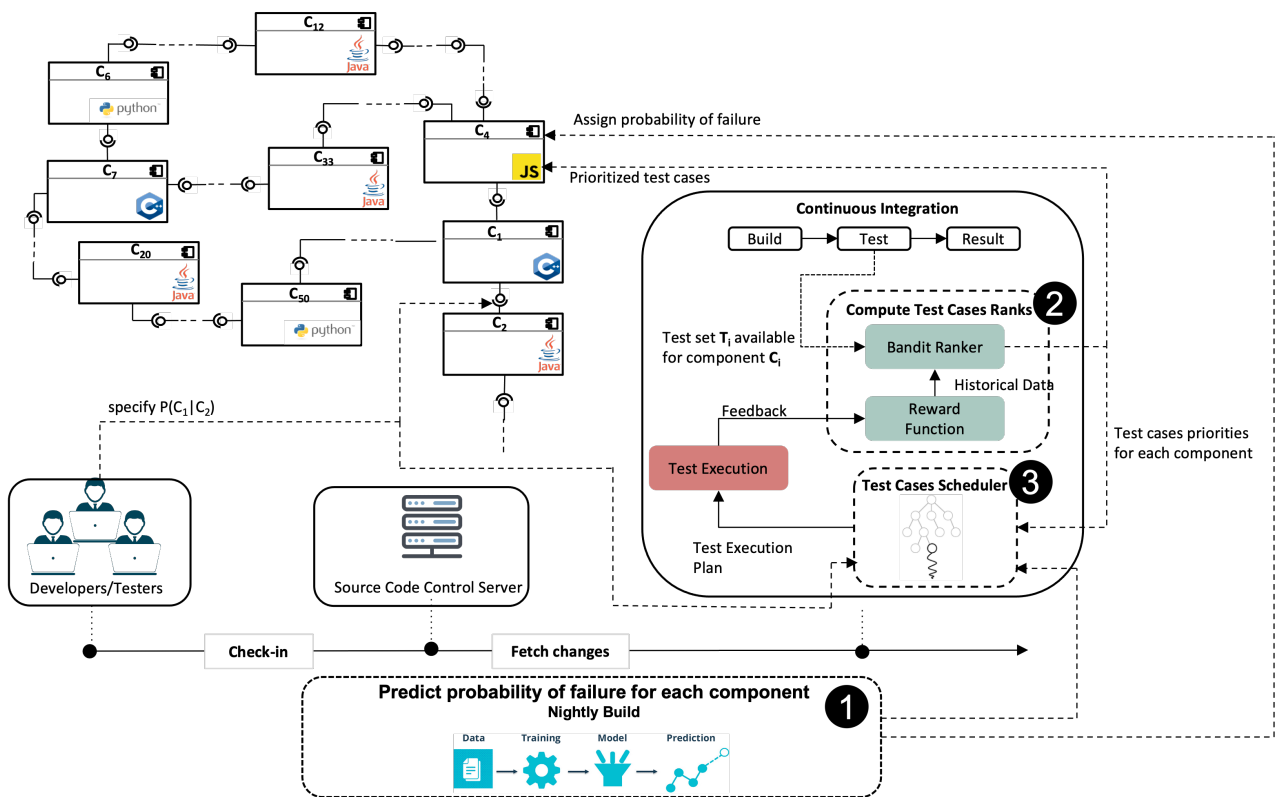 C12
Java
C6
python
C4
JS
Assign probability of failure
C33
Java
C7
Prioritized test cases
Continuous Integration
Build
Test
Result
C1
C20
Java
C50
python
C2
Java
Compute Test Cases Ranks
2
Test set Ti available
for component Ci
Bandit Ranker
Historical Data
Feedback
Reward
Function
specify P(C1|C2)
Test cases priorities
for each component
Test Execution
Test Cases Scheduler
3
Test Execution
Plan
Developers/Testers
Source Code Control Server
Check-in
Fetch changes
Predict probability of failure for each component
Nightly Build
1
Data
Training
Model
Prediction